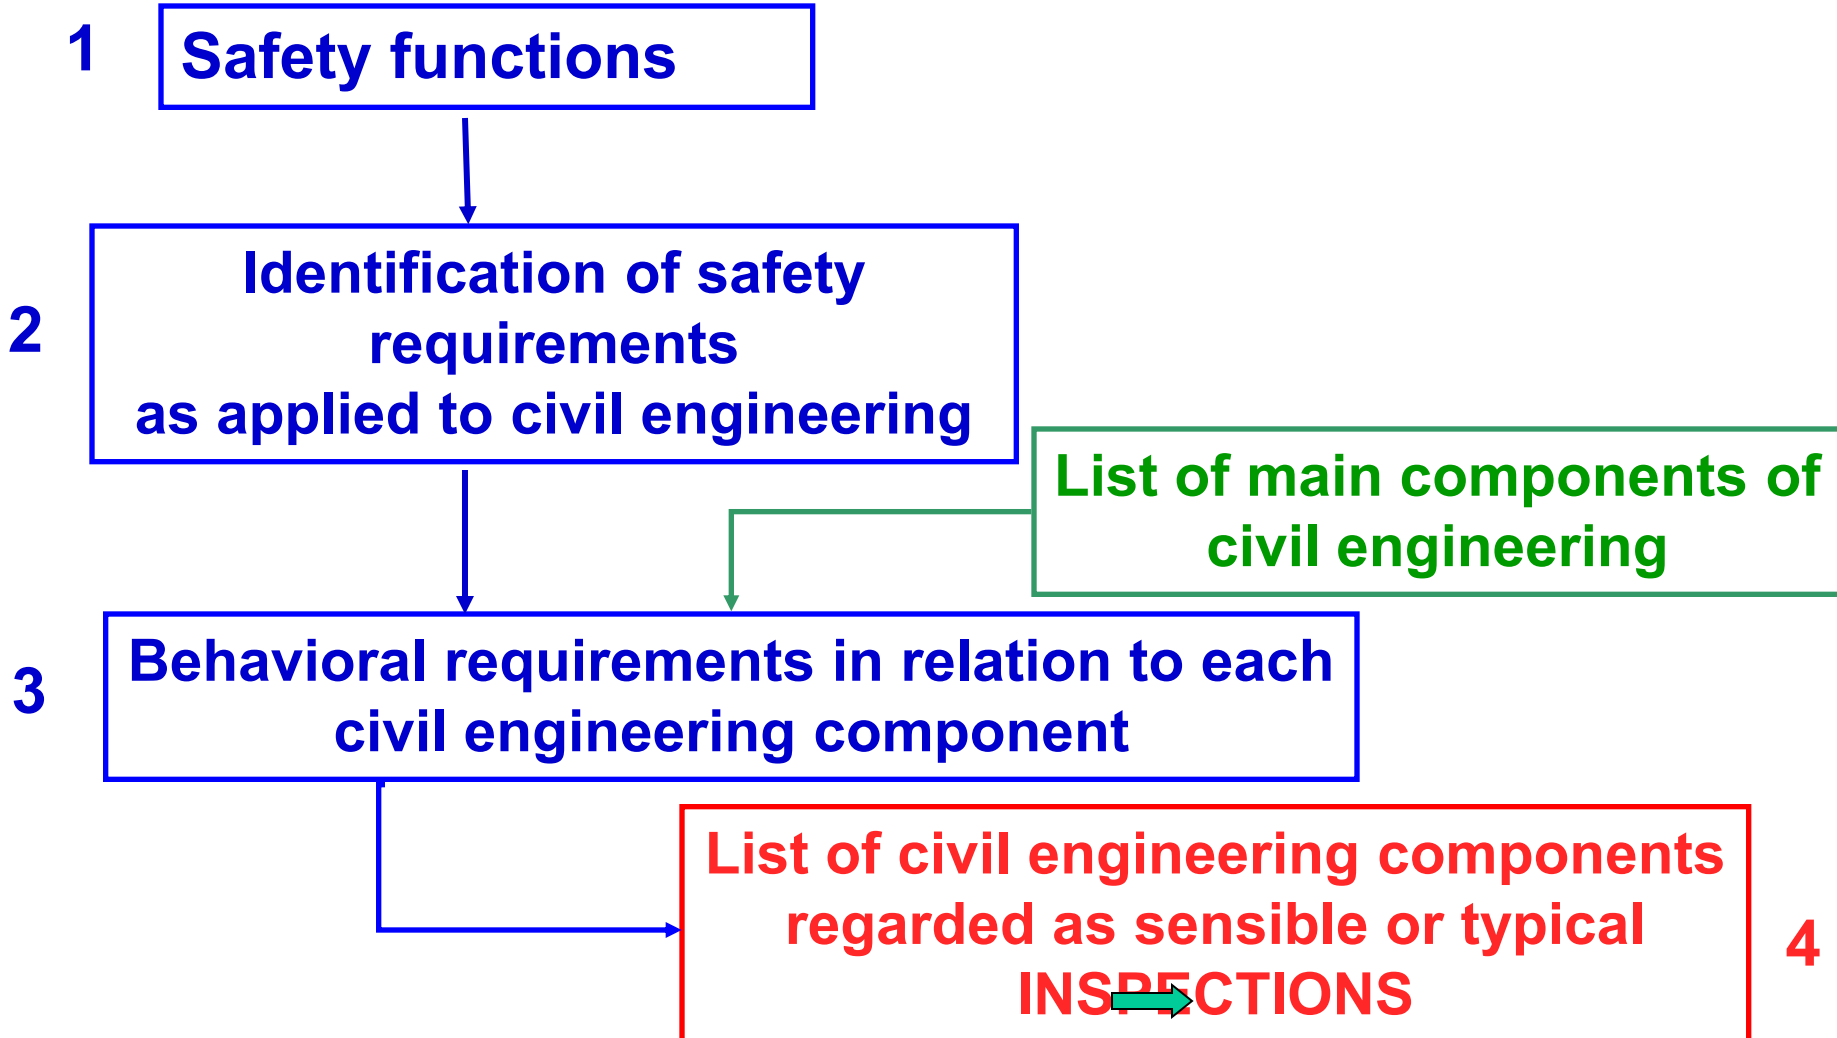 1
Safety functions
2
Identification of safety
requirements
as applied to civil engineering
List of main components of
civil engineering
3
Behavioral requirements in relation to each
civil engineering component
List of civil engineering components
regarded as sensible or typical
INSPECTIONS
4